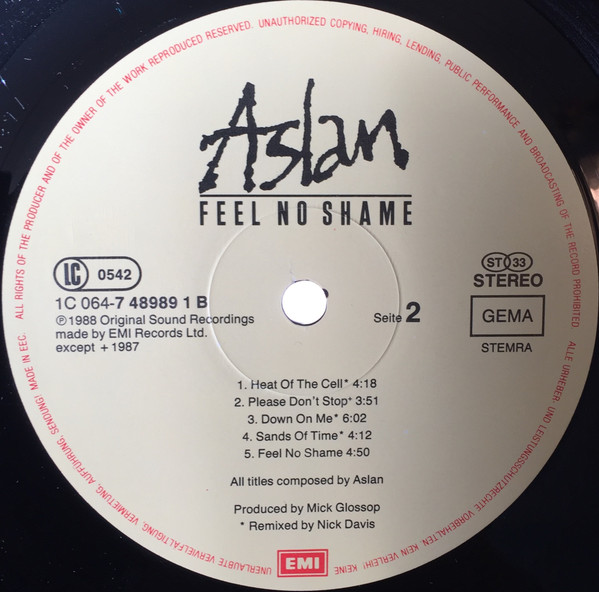 ALL RIGHTS OF THE PRODUCER AND OF THE OWNER OF THE WORK REPRODUCED RESERVED. UNAUTHORIZED COPYING, HIRING, LENDING, PUBLIC PERFORMANCE AND BROADCASTING OF THE RECORD PROHIBITED
ALLE URHEBER- UND LEISTUNGSSCHUTZRECHTE VORBEHALTEN. KEIN VERLEIH! KEINE UNERLAUBTE VERVIELFÄLTIGUNG, VERMIETUNG, AUFFÜHRUNG, SENDUNG! MADE IN EEC.
Aslan
FEEL NO SHAME
LC 0542
1C 064-7 48989 1 B
℗1988 Original Sound Recordings
made by EMI Records Ltd.
except + 1987
ST 33
STEREO
Seite 2
GEMA
STEMRA
1. Heat Of The Cell* 4:18
2. Please Don't Stop+ 3:51
3. Down On Me* 6:02
4. Sands Of Time* 4:12
5. Feel No Shame 4:50
All titles composed by Aslan
Produced by Mick Glossop
* Remixed by Nick Davis
EMI